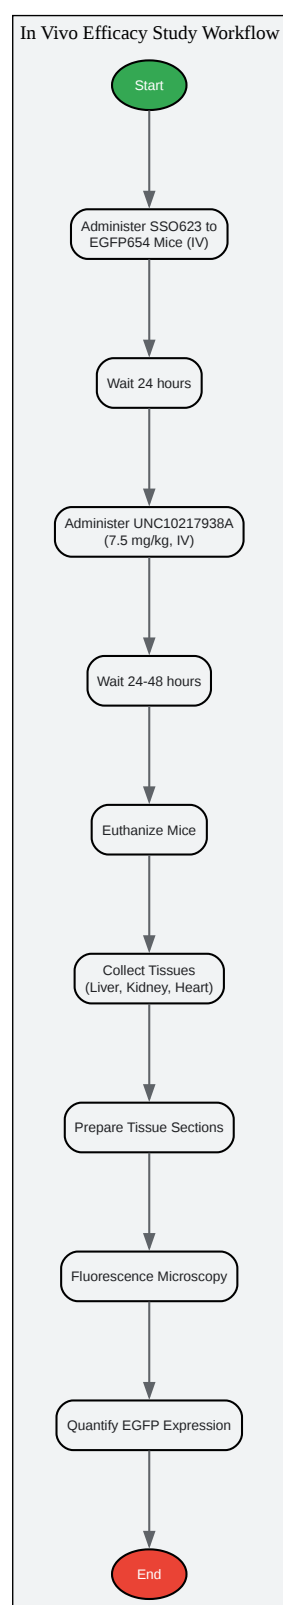 In Vivo Efficacy Study Workflow
Start
Administer SSO623 to
EGFP654 Mice (IV)
Wait 24 hours
Administer UNC10217938A
(7.5 mg/kg, IV)
Wait 24-48 hours
Euthanize Mice
Collect Tissues
(Liver, Kidney, Heart)
Prepare Tissue Sections
Fluorescence Microscopy
Quantify EGFP Expression
End